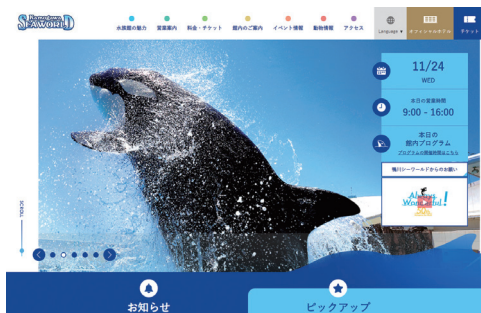 Kamogawa
SEAWORLD
水族館の魅力
営業案内
料金・チケット
館内のご案内
イベント情報
動物情報
アクセス
Language ▼
オフィシャルホテル
チケット
11/24
WED
本日の営業時間
9:00 - 16:00
本日の
館内プログラム
プログラムの開催時間はこちら
鴨川シーワールドからのお願い
Always
Wonderful!
SCROLL
お知らせ
ピックアップ